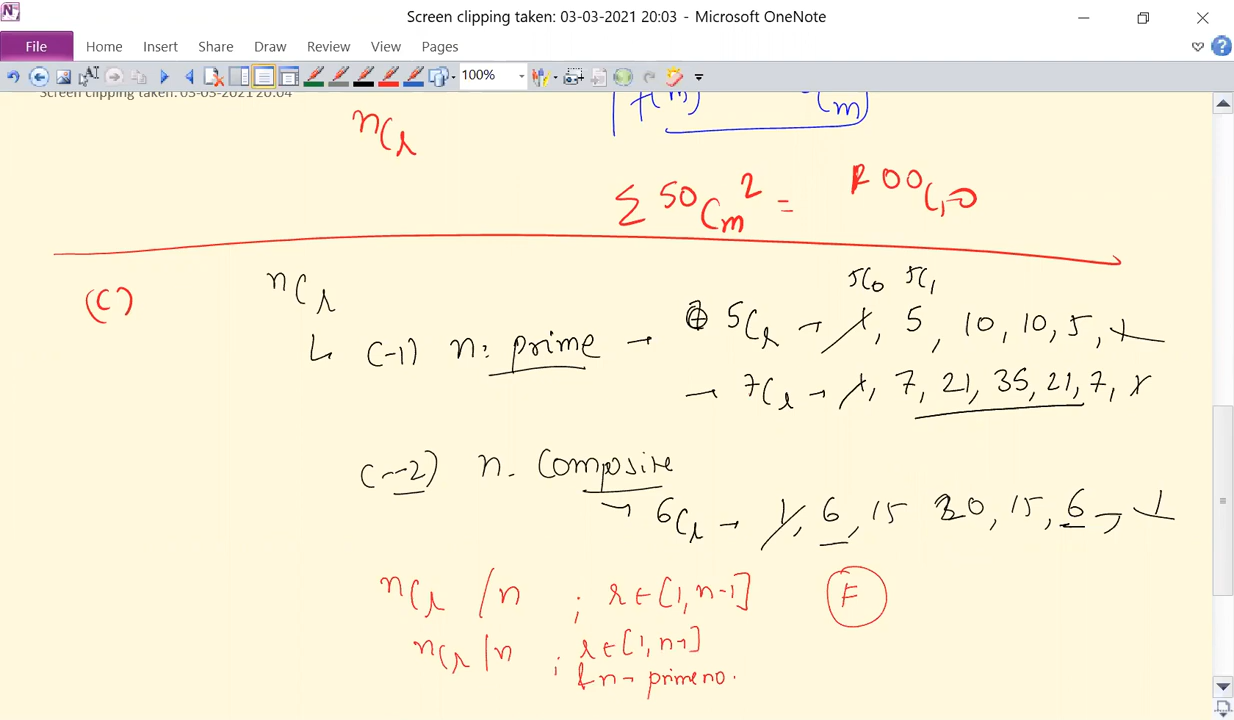 Screen clipping taken: 03-03-2021 20:03 - Microsoft OneNote
File Home Insert Share Draw Review View Pages
100%
Screen clipping taken: 03-03-2021 20:04
f(m) (m)
nCr
Σ 50Cm² = 100C50
(C) nCr
5C0 5C1
(-1) n: prime → 5Cr → 1, 5, 10, 10, 5, 1
→ 7Cr → 1, 7, 21, 35, 21, 7, 1
(-2) n. Composite
→ 6Cr → 1, 6, 15 20, 15, 6, 1
nCr / n ; r ∈ [1, n-1] F
nCr / n ; r ∈ [1, n-1]
& n → prime no.